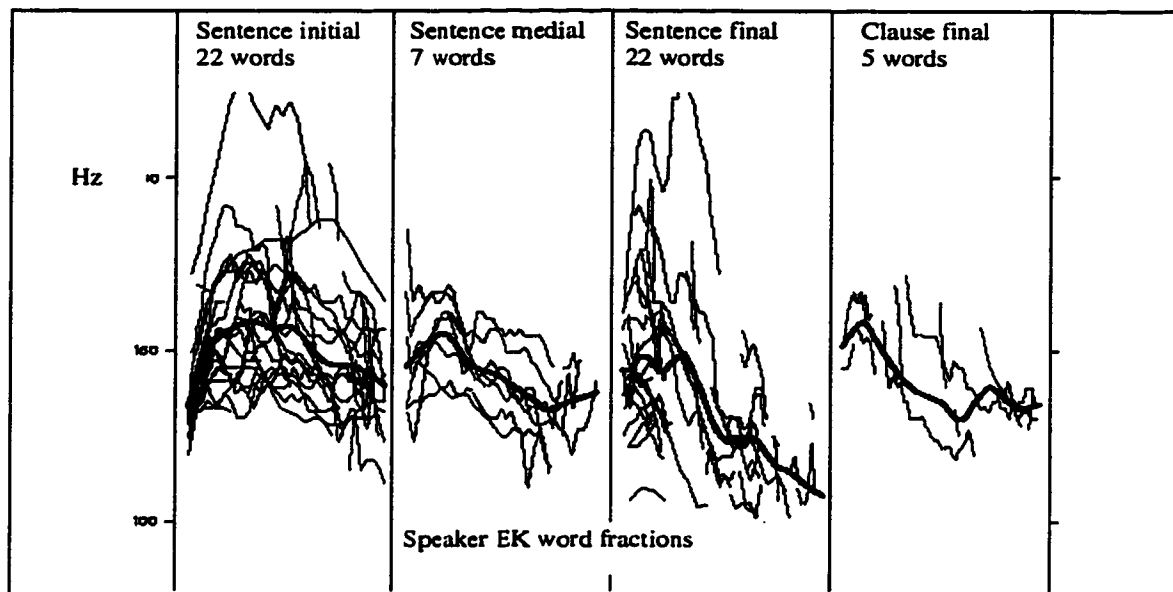 Sentence initial
22 words
Sentence medial
7 words
Sentence final
22 words
Clause final
5 words
Hz
100
Speaker EK word fractions